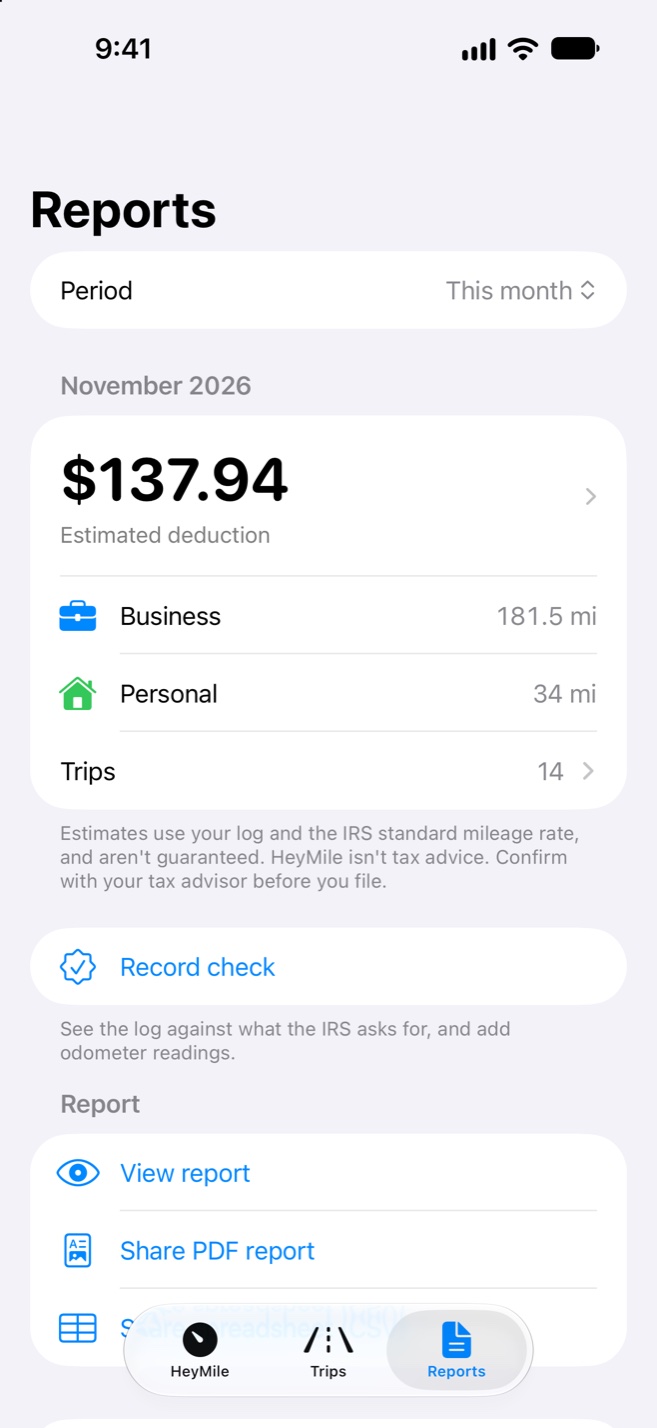 9:41
Reports
Period
This month
November 2026
$137.94
Estimated deduction
Business
181.5 mi
Personal
34 mi
Trips
14
Estimates use your log and the IRS standard mileage rate,
and aren't guaranteed. HeyMile isn't tax advice. Confirm
with your tax advisor before you file.
Record check
See the log against what the IRS asks for, and add
odometer readings.
Report
View report
Share PDF report
HeyMile
Trips
Reports